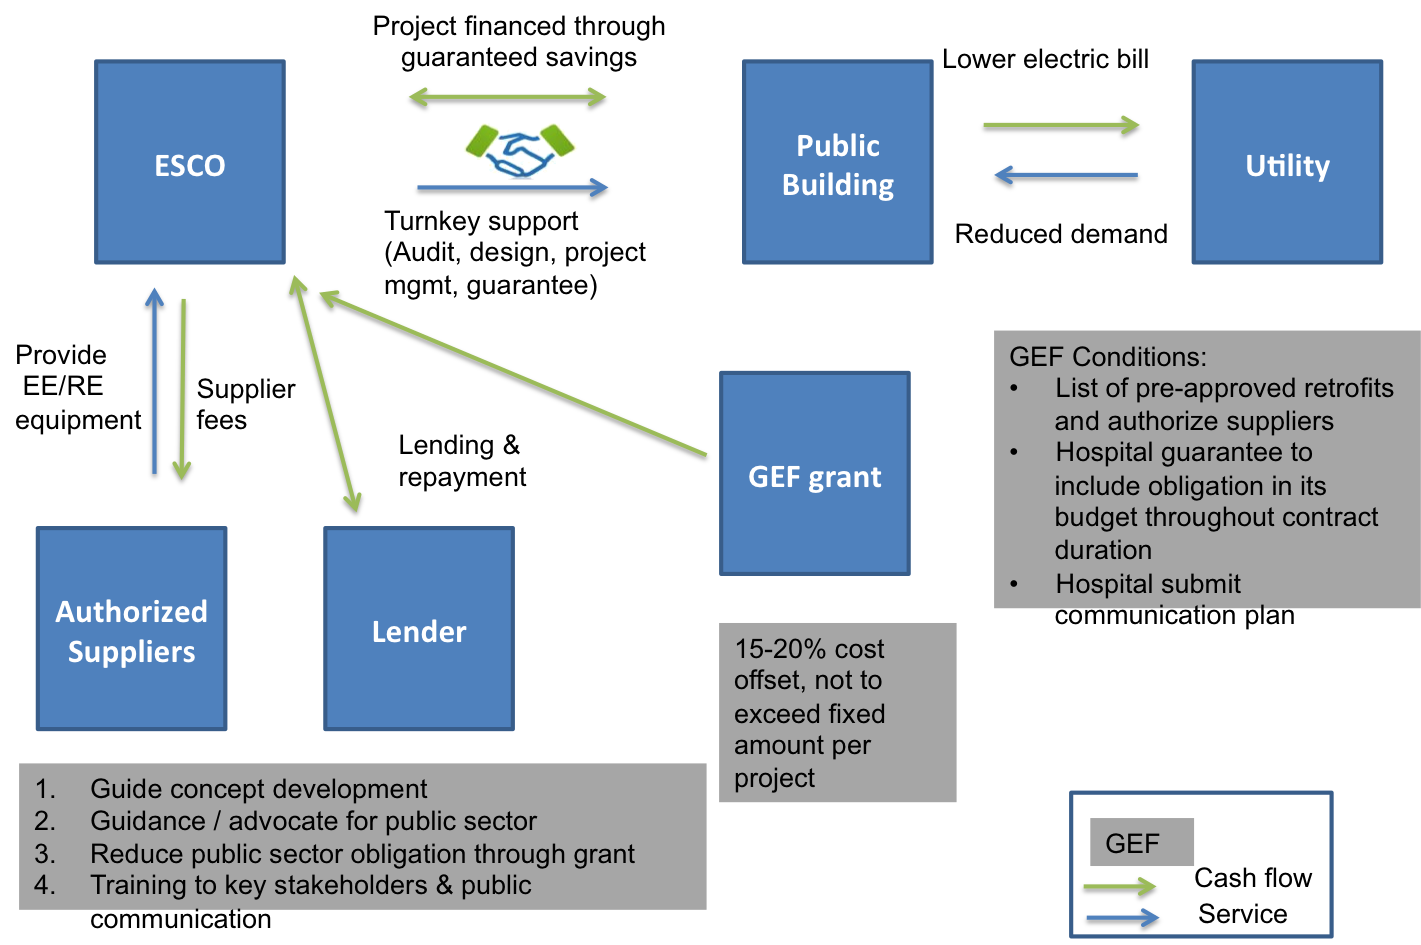 Project financed through
guaranteed savings
ESCO
Turnkey support
(Audit, design, project
mgmt, guarantee)
Public
Building
Lower electric bill
Reduced demand
Utility
Provide
EE/RE
equipment
Supplier
fees
Lending &
repayment
GEF grant
GEF Conditions:
• List of pre-approved retrofits
and authorize suppliers
• Hospital guarantee to
include obligation in its
budget throughout contract
duration
• Hospital submit
communication plan
Authorized
Suppliers
Lender
15-20% cost
offset, not to
exceed fixed
amount per
project
1. Guide concept development
2. Guidance / advocate for public sector
3. Reduce public sector obligation through grant
4. Training to key stakeholders & public
communication
GEF
Cash flow
Service